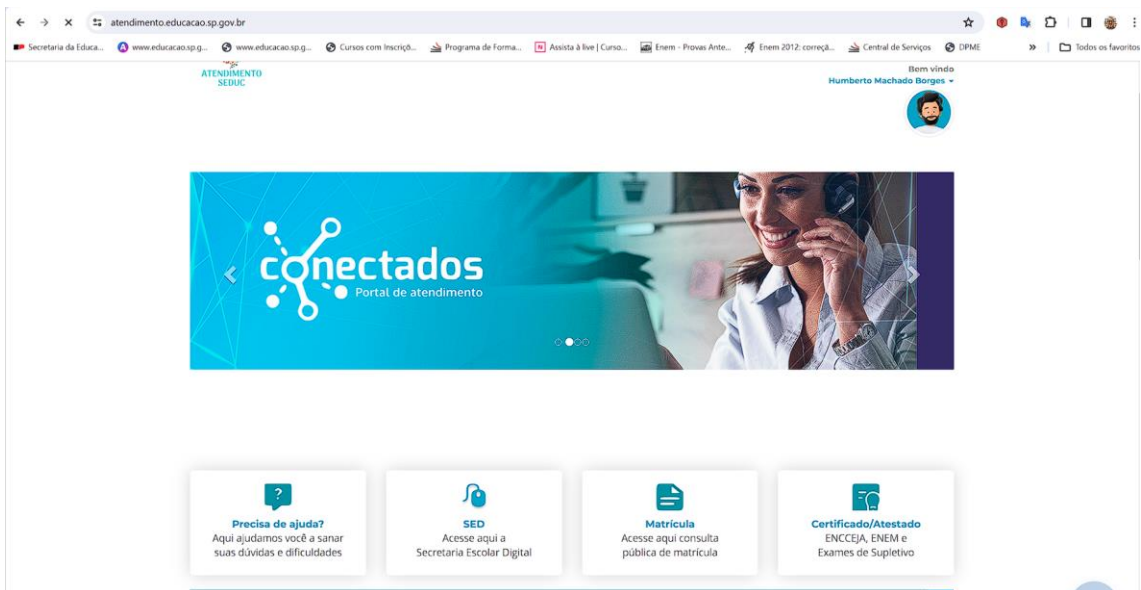 atendimento.educacao.sp.gov.br
Secretaria da Educa... www.educacao.sp.g... www.educacao.sp.g... Cursos com Inscriçõ... Programa de Forma... Assista à live | Curso... Enem - Provas Ante... Enem 2012: correçã... Central de Serviços DPME » Todos os favoritos
ATENDIMENTO
SEDUC
Bem vindo
Humberto Machado Borges
conectados
Portal de atendimento
Precisa de ajuda?
Aqui ajudamos você a sanar
suas dúvidas e dificuldades
SED
Acesse aqui a
Secretaria Escolar Digital
Matrícula
Acesse aqui consulta
pública de matrícula
Certificado/Atestado
ENCCEJA, ENEM e
Exames de Supletivo